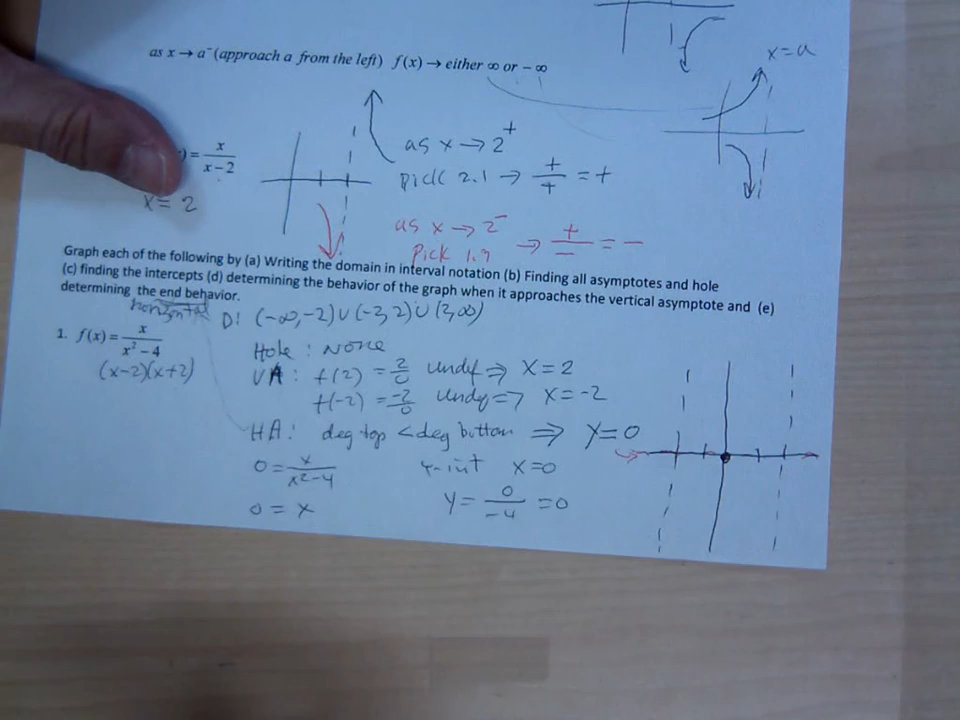 as x → a⁻ (approach a from the left) f(x) → either ∞ or − ∞
x=a
as x → 2⁺
)= x/(x−2)
Pick 2.1 → +/+ = +
x= 2
as x → 2⁻
Pick 1.9 → +/− = −
Graph each of the following by (a) Writing the domain in interval notation (b) Finding all asymptotes and hole
(c) finding the intercepts (d) determining the behavior of the graph when it approaches the vertical asymptote and (e)
determining the end behavior.
horizontal
D: (-∞,-2)∪(-2,2)∪(2,∞)
1. f(x)= x/(x²−4)
Hole: None
(x-2)(x+2)
VA: f(2) = 2/0 undef ⇒ x=2
f(-2) = -2/0 undef ⇒ x=-2
HA: deg top < deg bottom ⇒ y=0
0= x/(x²-4) Y-int x=0
0 = x y= 0/-4 =0